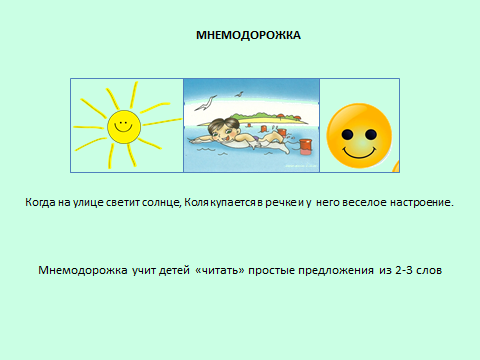 МНЕМОДОРОЖКА
Когда на улице светит солнце, Коля купается в речке и у него веселое настроение.
Мнемодорожка учит детей «читать» простые предложения из 2-3 слов